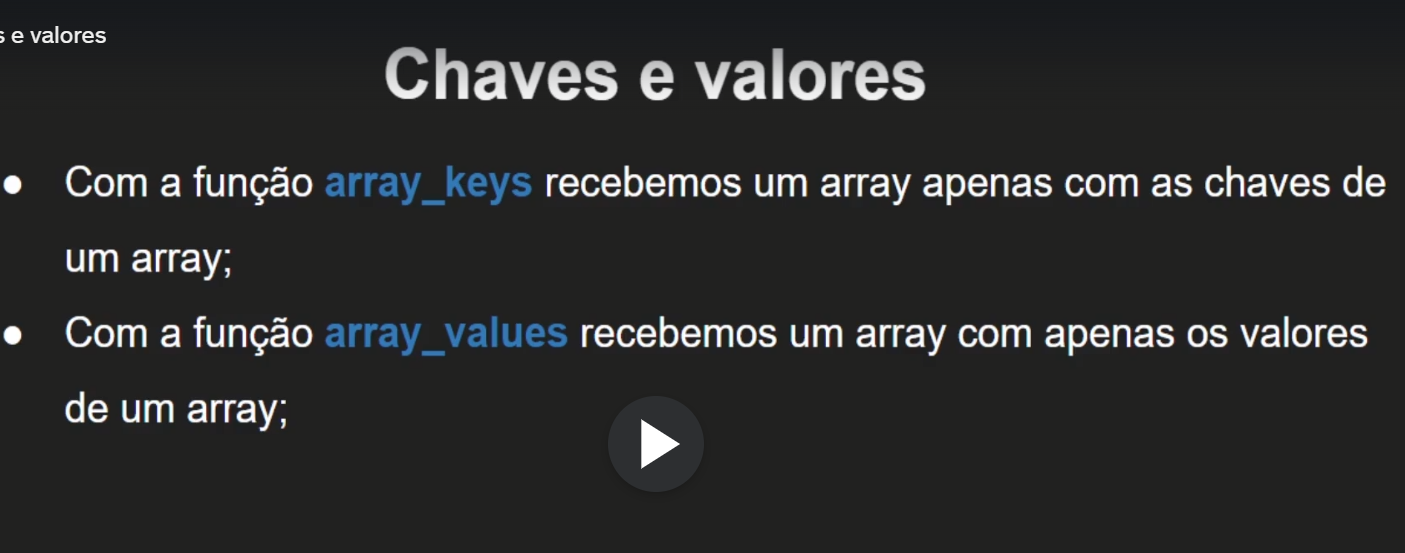 s e valores
Chaves e valores
● Com a função array_keys recebemos um array apenas com as chaves de
um array;
● Com a função array_values recebemos um array com apenas os valores
de um array;